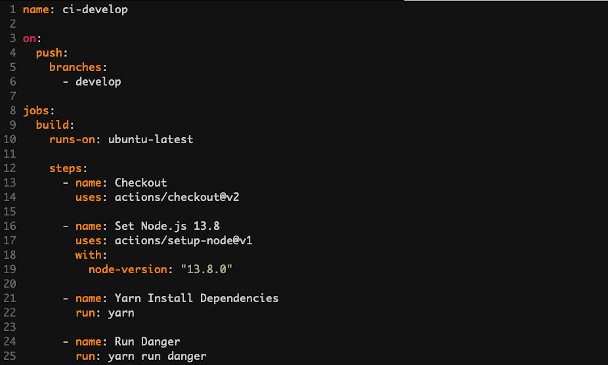 1 name: ci-develop
2
3 on:
4   push:
5     branches:
6       - develop
7
8 jobs:
9   build:
10     runs-on: ubuntu-latest
11
12     steps:
13       - name: Checkout
14         uses: actions/checkout@v2
15
16       - name: Set Node.js 13.8
17         uses: actions/setup-node@v1
18         with:
19           node-version: "13.8.0"
20
21       - name: Yarn Install Dependencies
22         run: yarn
23
24       - name: Run Danger
25         run: yarn run danger